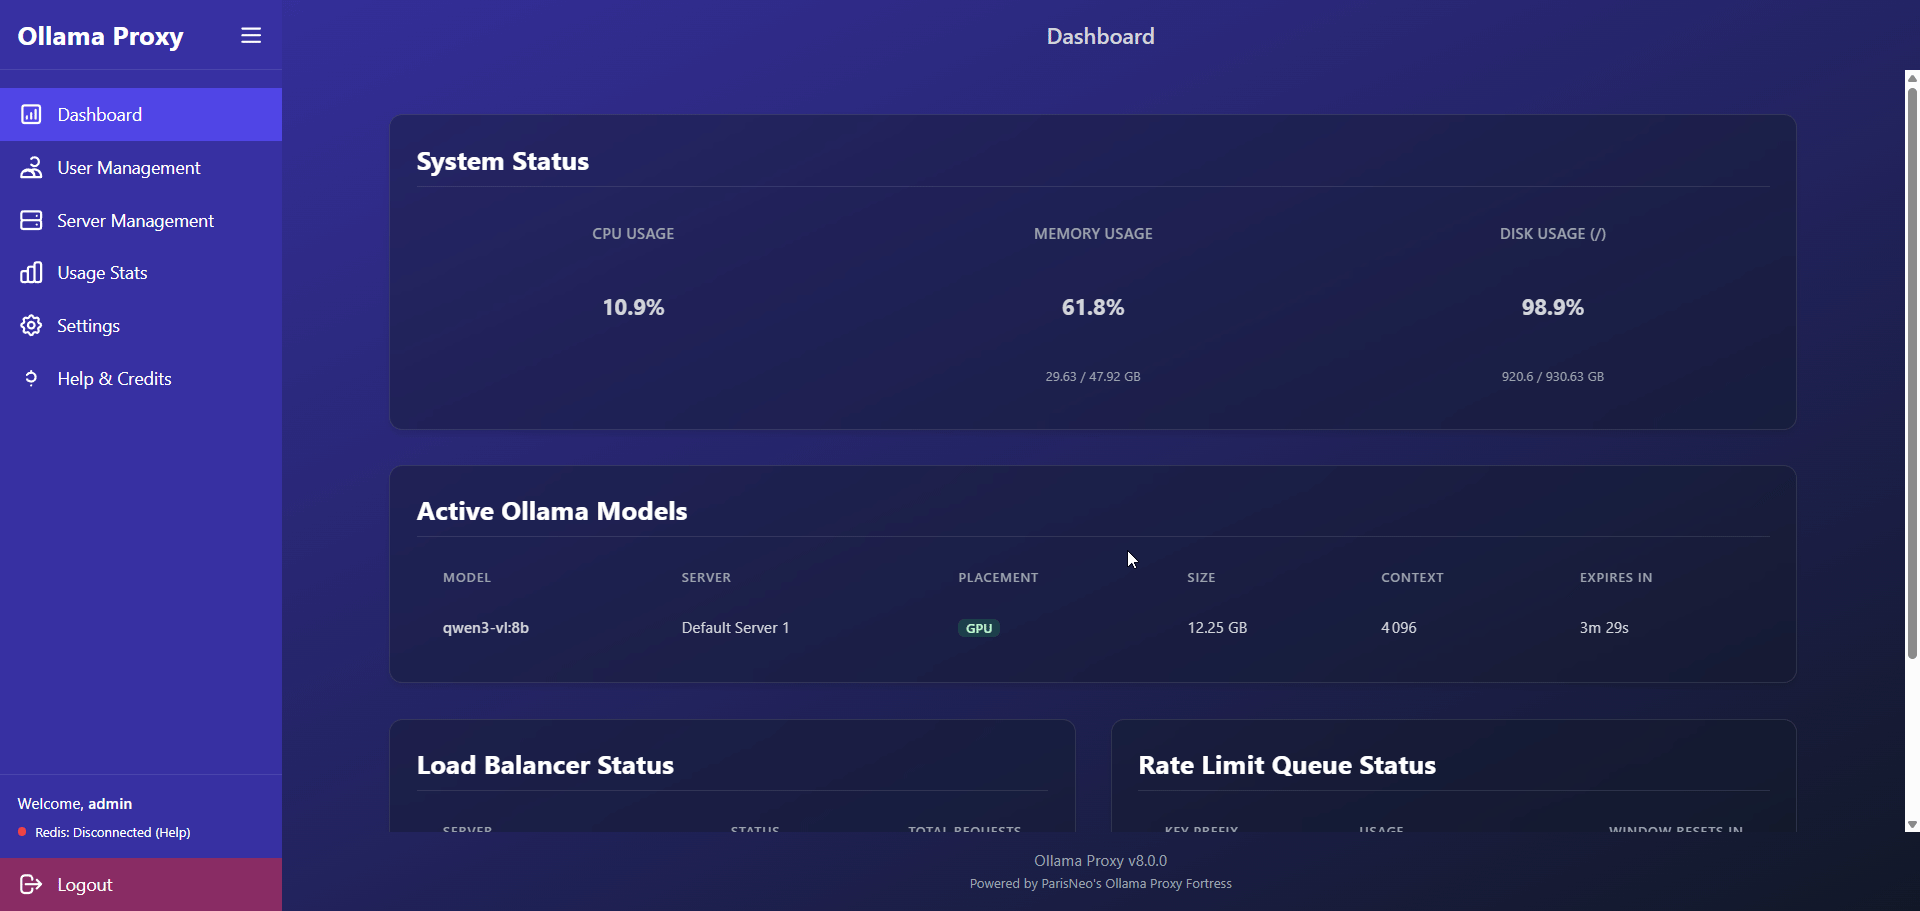 Ollama Proxy
Dashboard
Dashboard
User Management
Server Management
Usage Stats
Settings
Help & Credits
Welcome, admin
Redis: Disconnected (Help)
Logout
System Status
CPU USAGE MEMORY USAGE DISK USAGE (/)
10.9% 61.8% 98.9%
29.63 / 47.92 GB 920.6 / 930.63 GB
Active Ollama Models
MODEL SERVER PLACEMENT SIZE CONTEXT EXPIRES IN
qwen3-vl:8b Default Server 1 GPU 12.25 GB 4 096 3m 29s
Load Balancer Status
SERVER STATUS TOTAL REQUESTS
Rate Limit Queue Status
KEY PREFIX USAGE WINDOW RESETS IN
Ollama Proxy v8.0.0
Powered by ParisNeo's Ollama Proxy Fortress